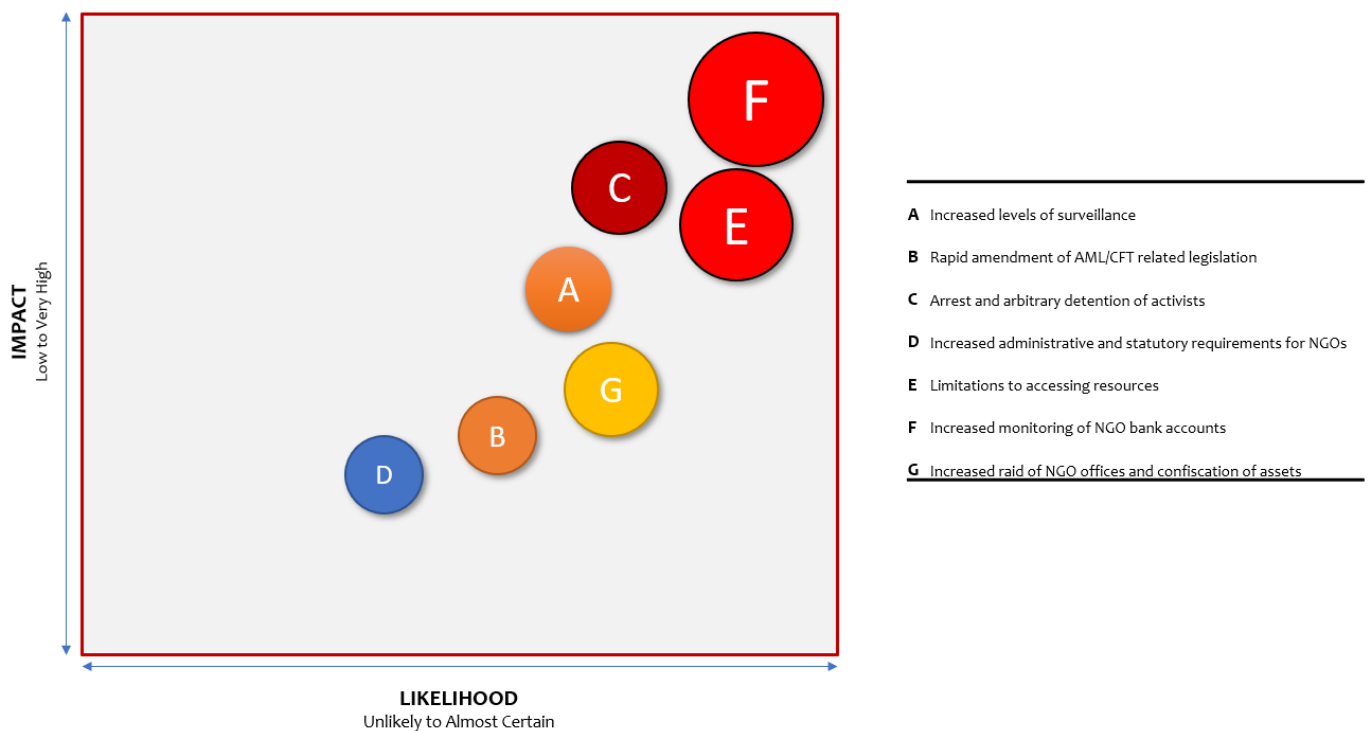 IMPACT
Low to Very High
F
C
E
A
G
B
D
LIKELIHOOD
Unlikely to Almost Certain
A Increased levels of surveillance
B Rapid amendment of AML/CFT related legislation
C Arrest and arbitrary detention of activists
D Increased administrative and statutory requirements for NGOs
E Limitations to accessing resources
F Increased monitoring of NGO bank accounts
G Increased raid of NGO offices and confiscation of assets